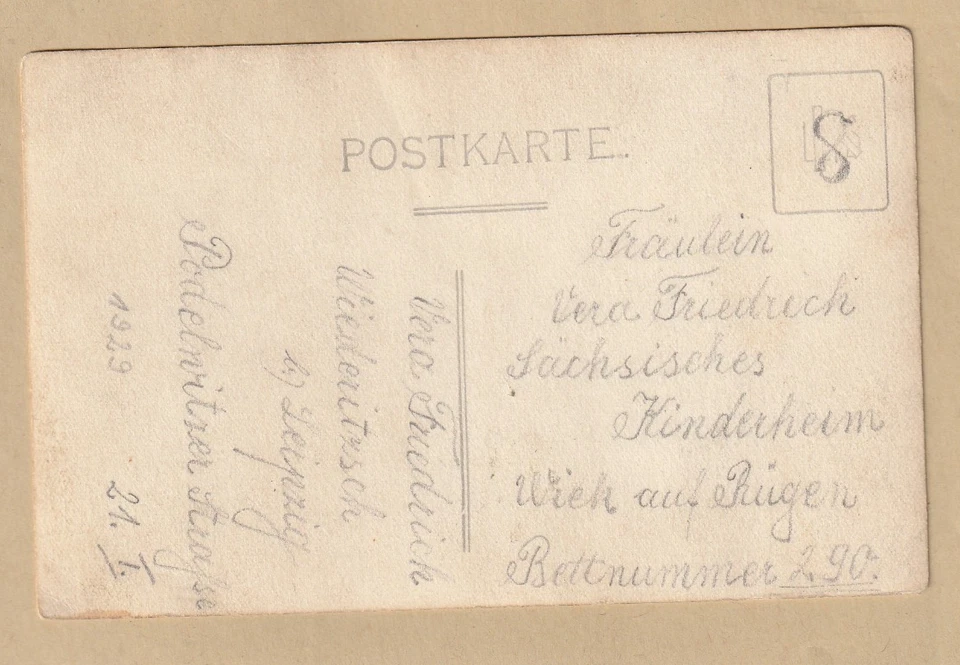 POSTKARTE.
8
Fräulein
Vera Friedrich
Sächsisches
Kinderheim
Wiek auf Rügen
Bettnummer 290.
Vera Friedrich
Wiederitzsch
b) Leipzig
Podelwitzer Straße
1929 21. I.